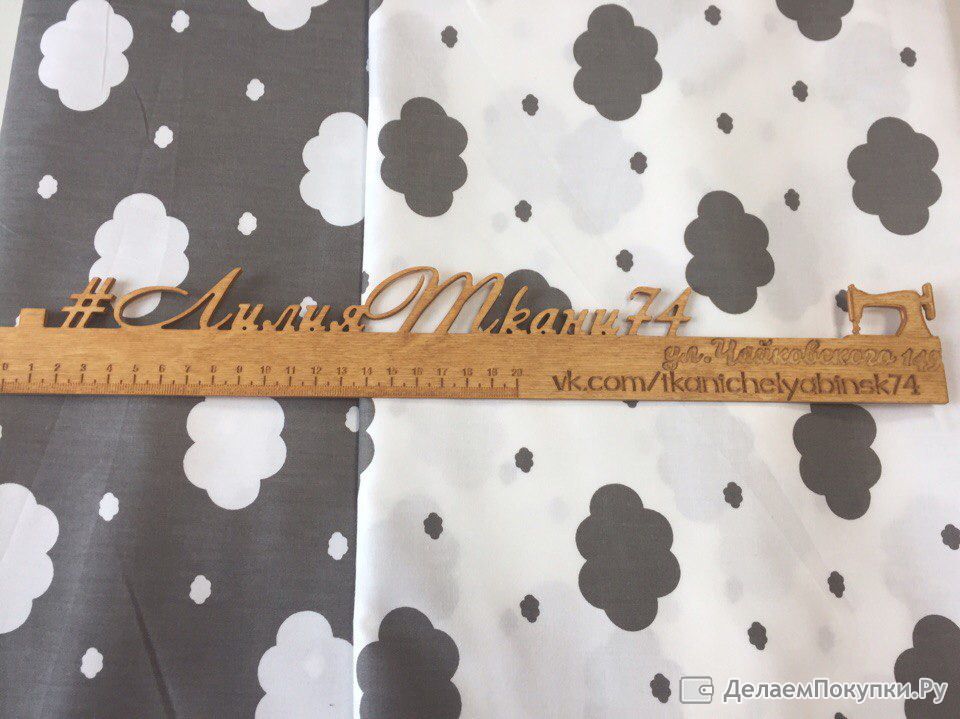 #ЛилияТкани74
ул.Чайковского 14у
0 1 2 3 4 5 6 7 8 9 10 11 12 13 14 15 16 17 18 19 20
vk.com/tkanichelyabinsk74
ДелаемПокупки.Ру